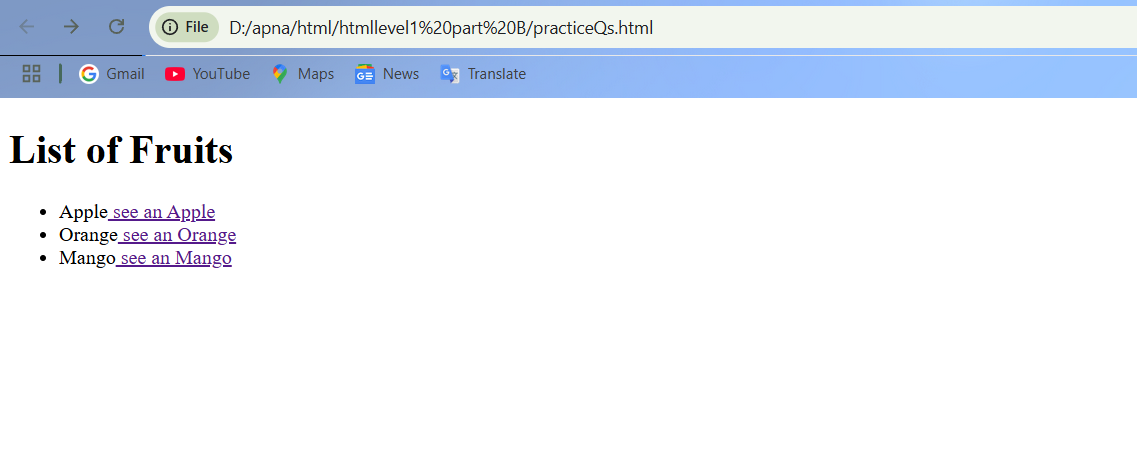 File D:/apna/html/htmllevel1%20part%20B/practiceQs.html
Gmail YouTube Maps News Translate
List of Fruits
• Apple see an Apple
• Orange see an Orange
• Mango see an Mango